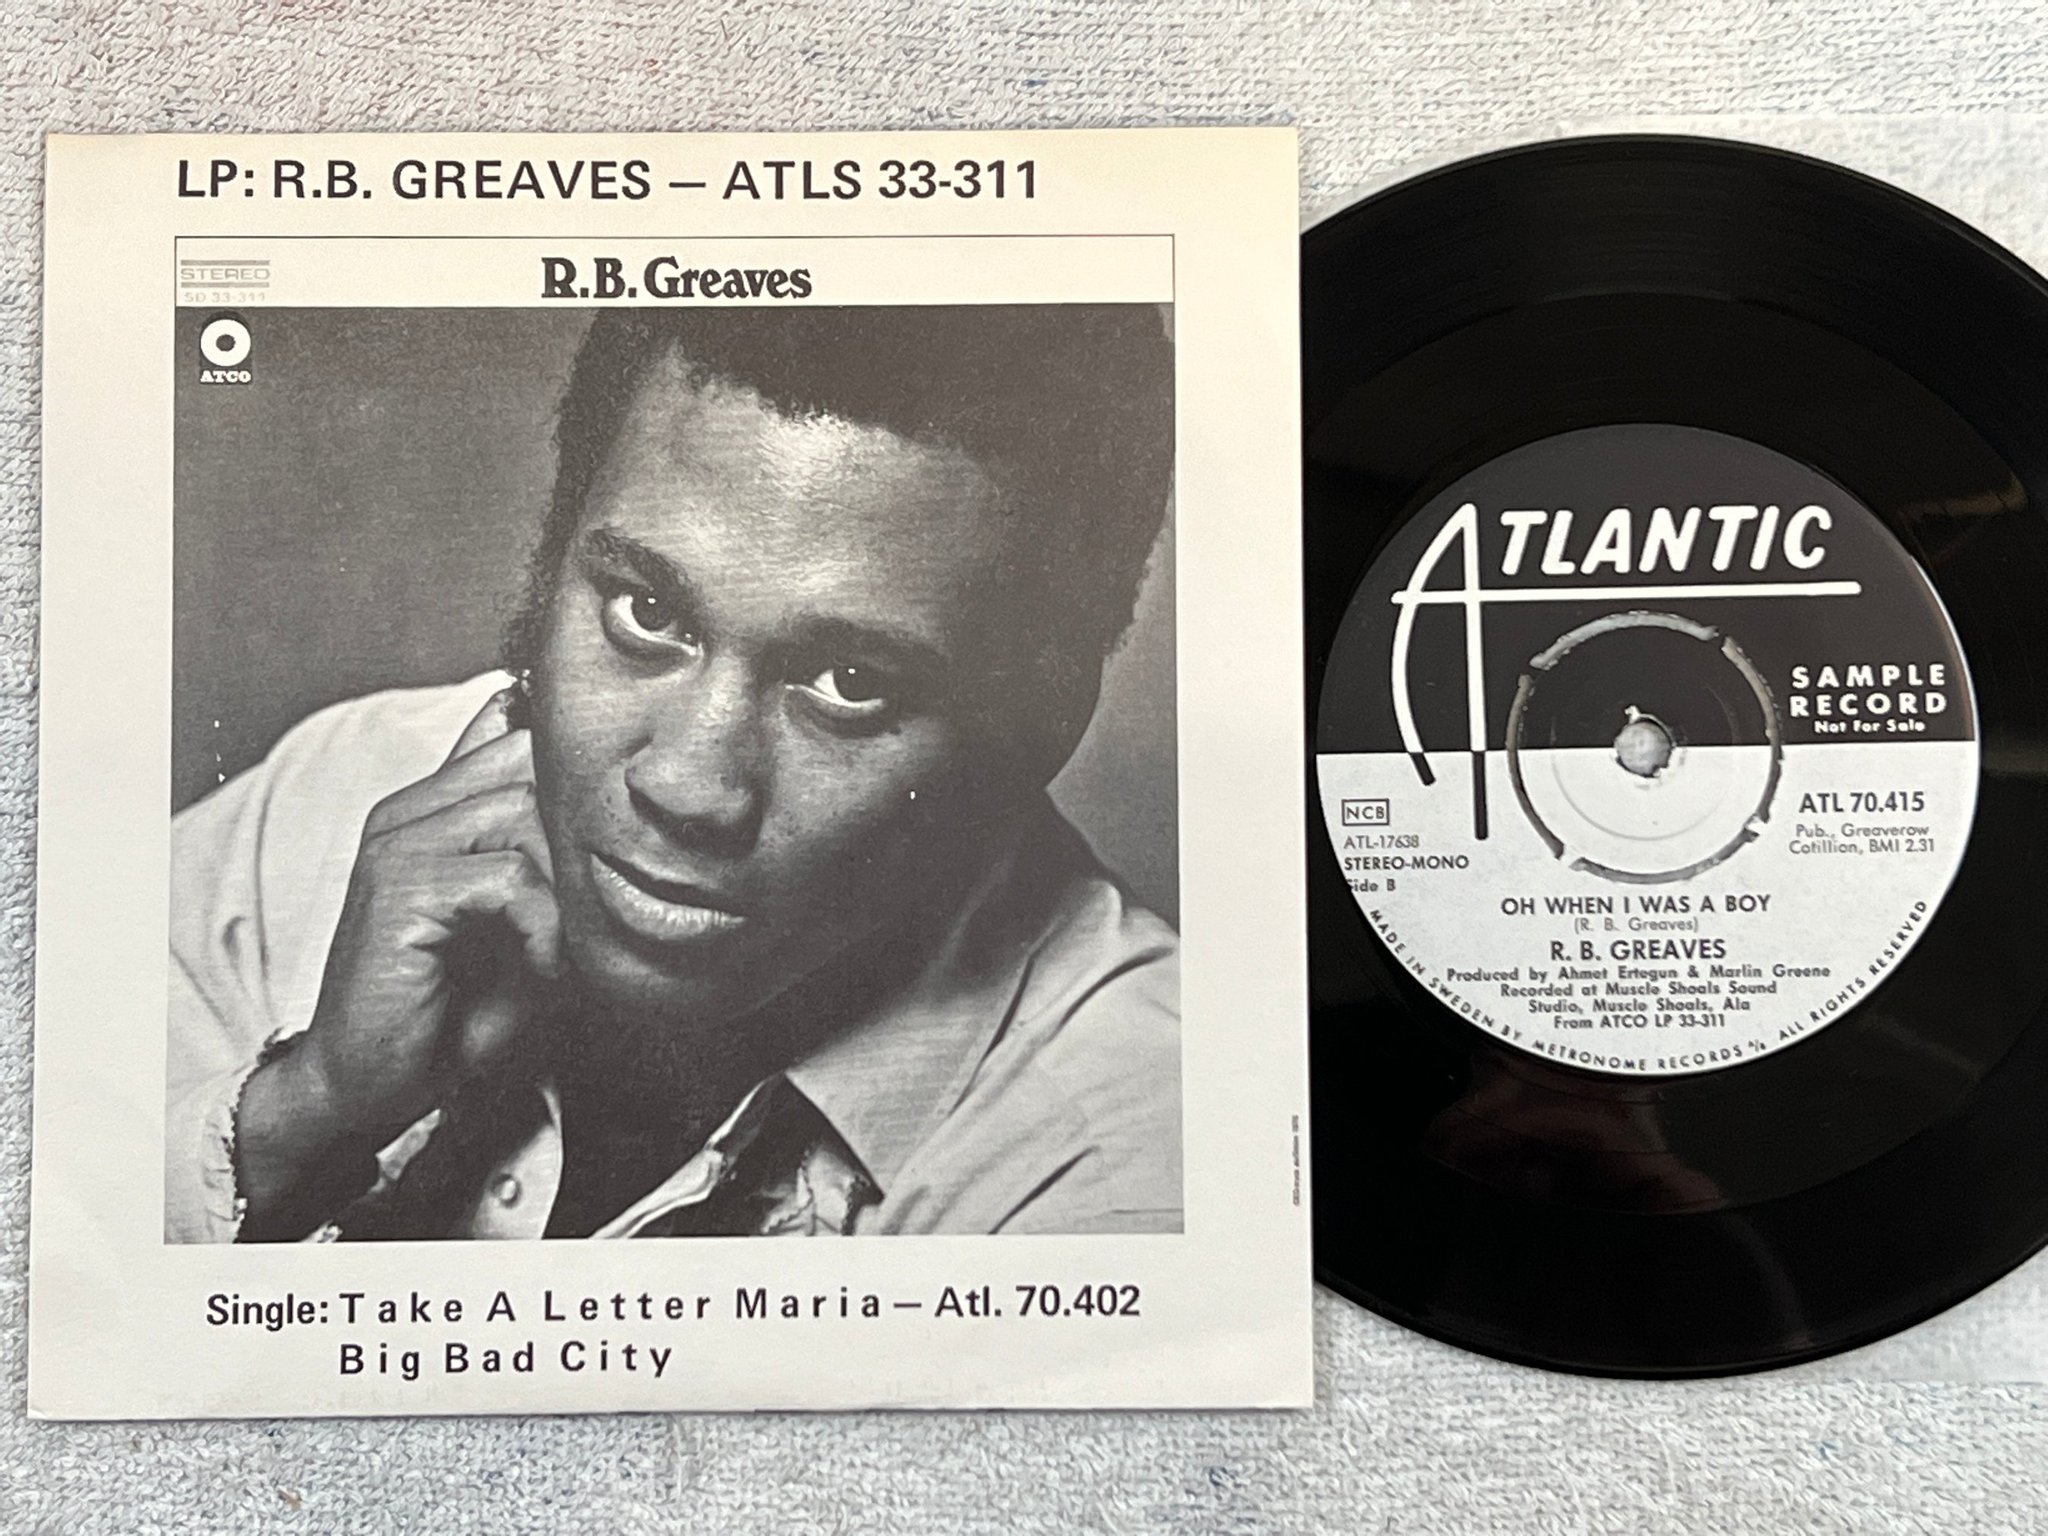 LP: R.B. GREAVES — ATLS 33-311
STEREO
SD 33-311
R.B. Greaves
ATCO
Single: Take A Letter Maria — Atl. 70.402
Big Bad City
ATLANTIC
SAMPLE
RECORD
Not For Sale
NCB
ATL-17638
STEREO-MONO
Side B
ATL 70.415
Pub., Greaverow
Cotillion, BMI 2.31
OH WHEN I WAS A BOY
(R. B. Greaves)
R. B. GREAVES
Produced by Ahmet Ertegun & Marlin Greene
Recorded at Muscle Shoals Sound
Studio, Muscle Shoals, Ala
From ATCO LP 33-311
MADE IN SWEDEN BY METRONOME RECORDS A/B ALL RIGHTS RESERVED